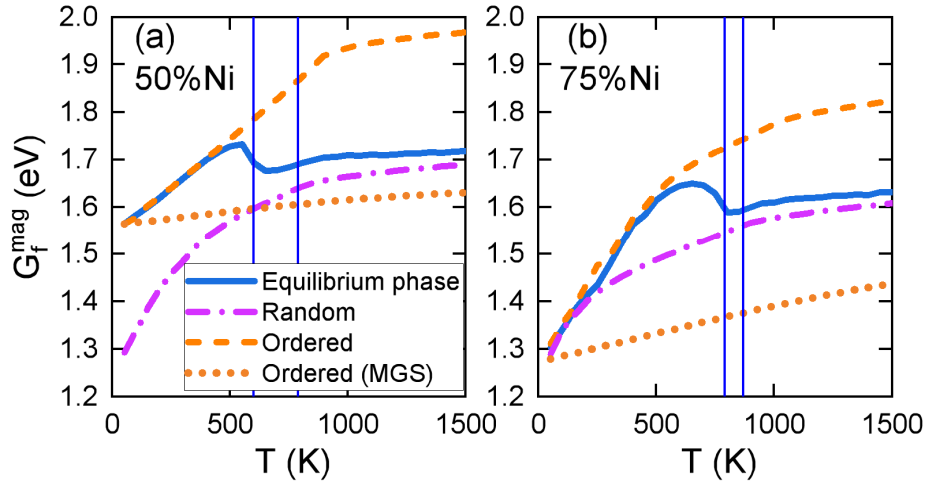 (a)
50%Ni
(b)
75%Ni
2.0
1.9
1.8
1.7
1.6
1.5
1.4
1.3
1.2
G_f^mag (eV)
Equilibrium phase
Random
Ordered
Ordered (MGS)
0 500 1000 1500
T (K)
2.0
1.9
1.8
1.7
1.6
1.5
1.4
1.3
1.2
0 500 1000 1500
T (K)